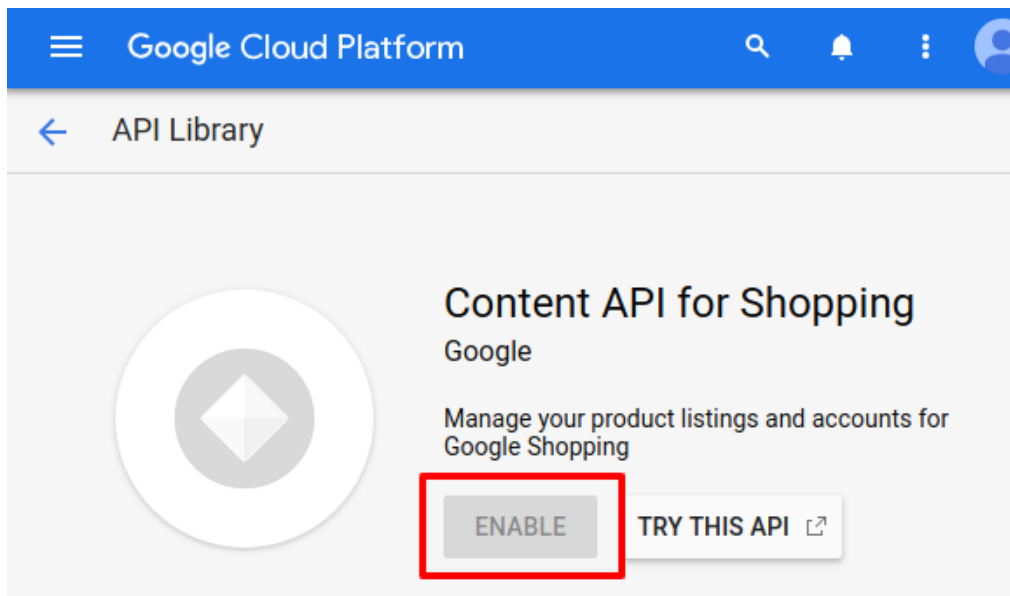 Google Cloud Platform
API Library
Content API for Shopping
Google
Manage your product listings and accounts for
Google Shopping
ENABLE
TRY THIS API